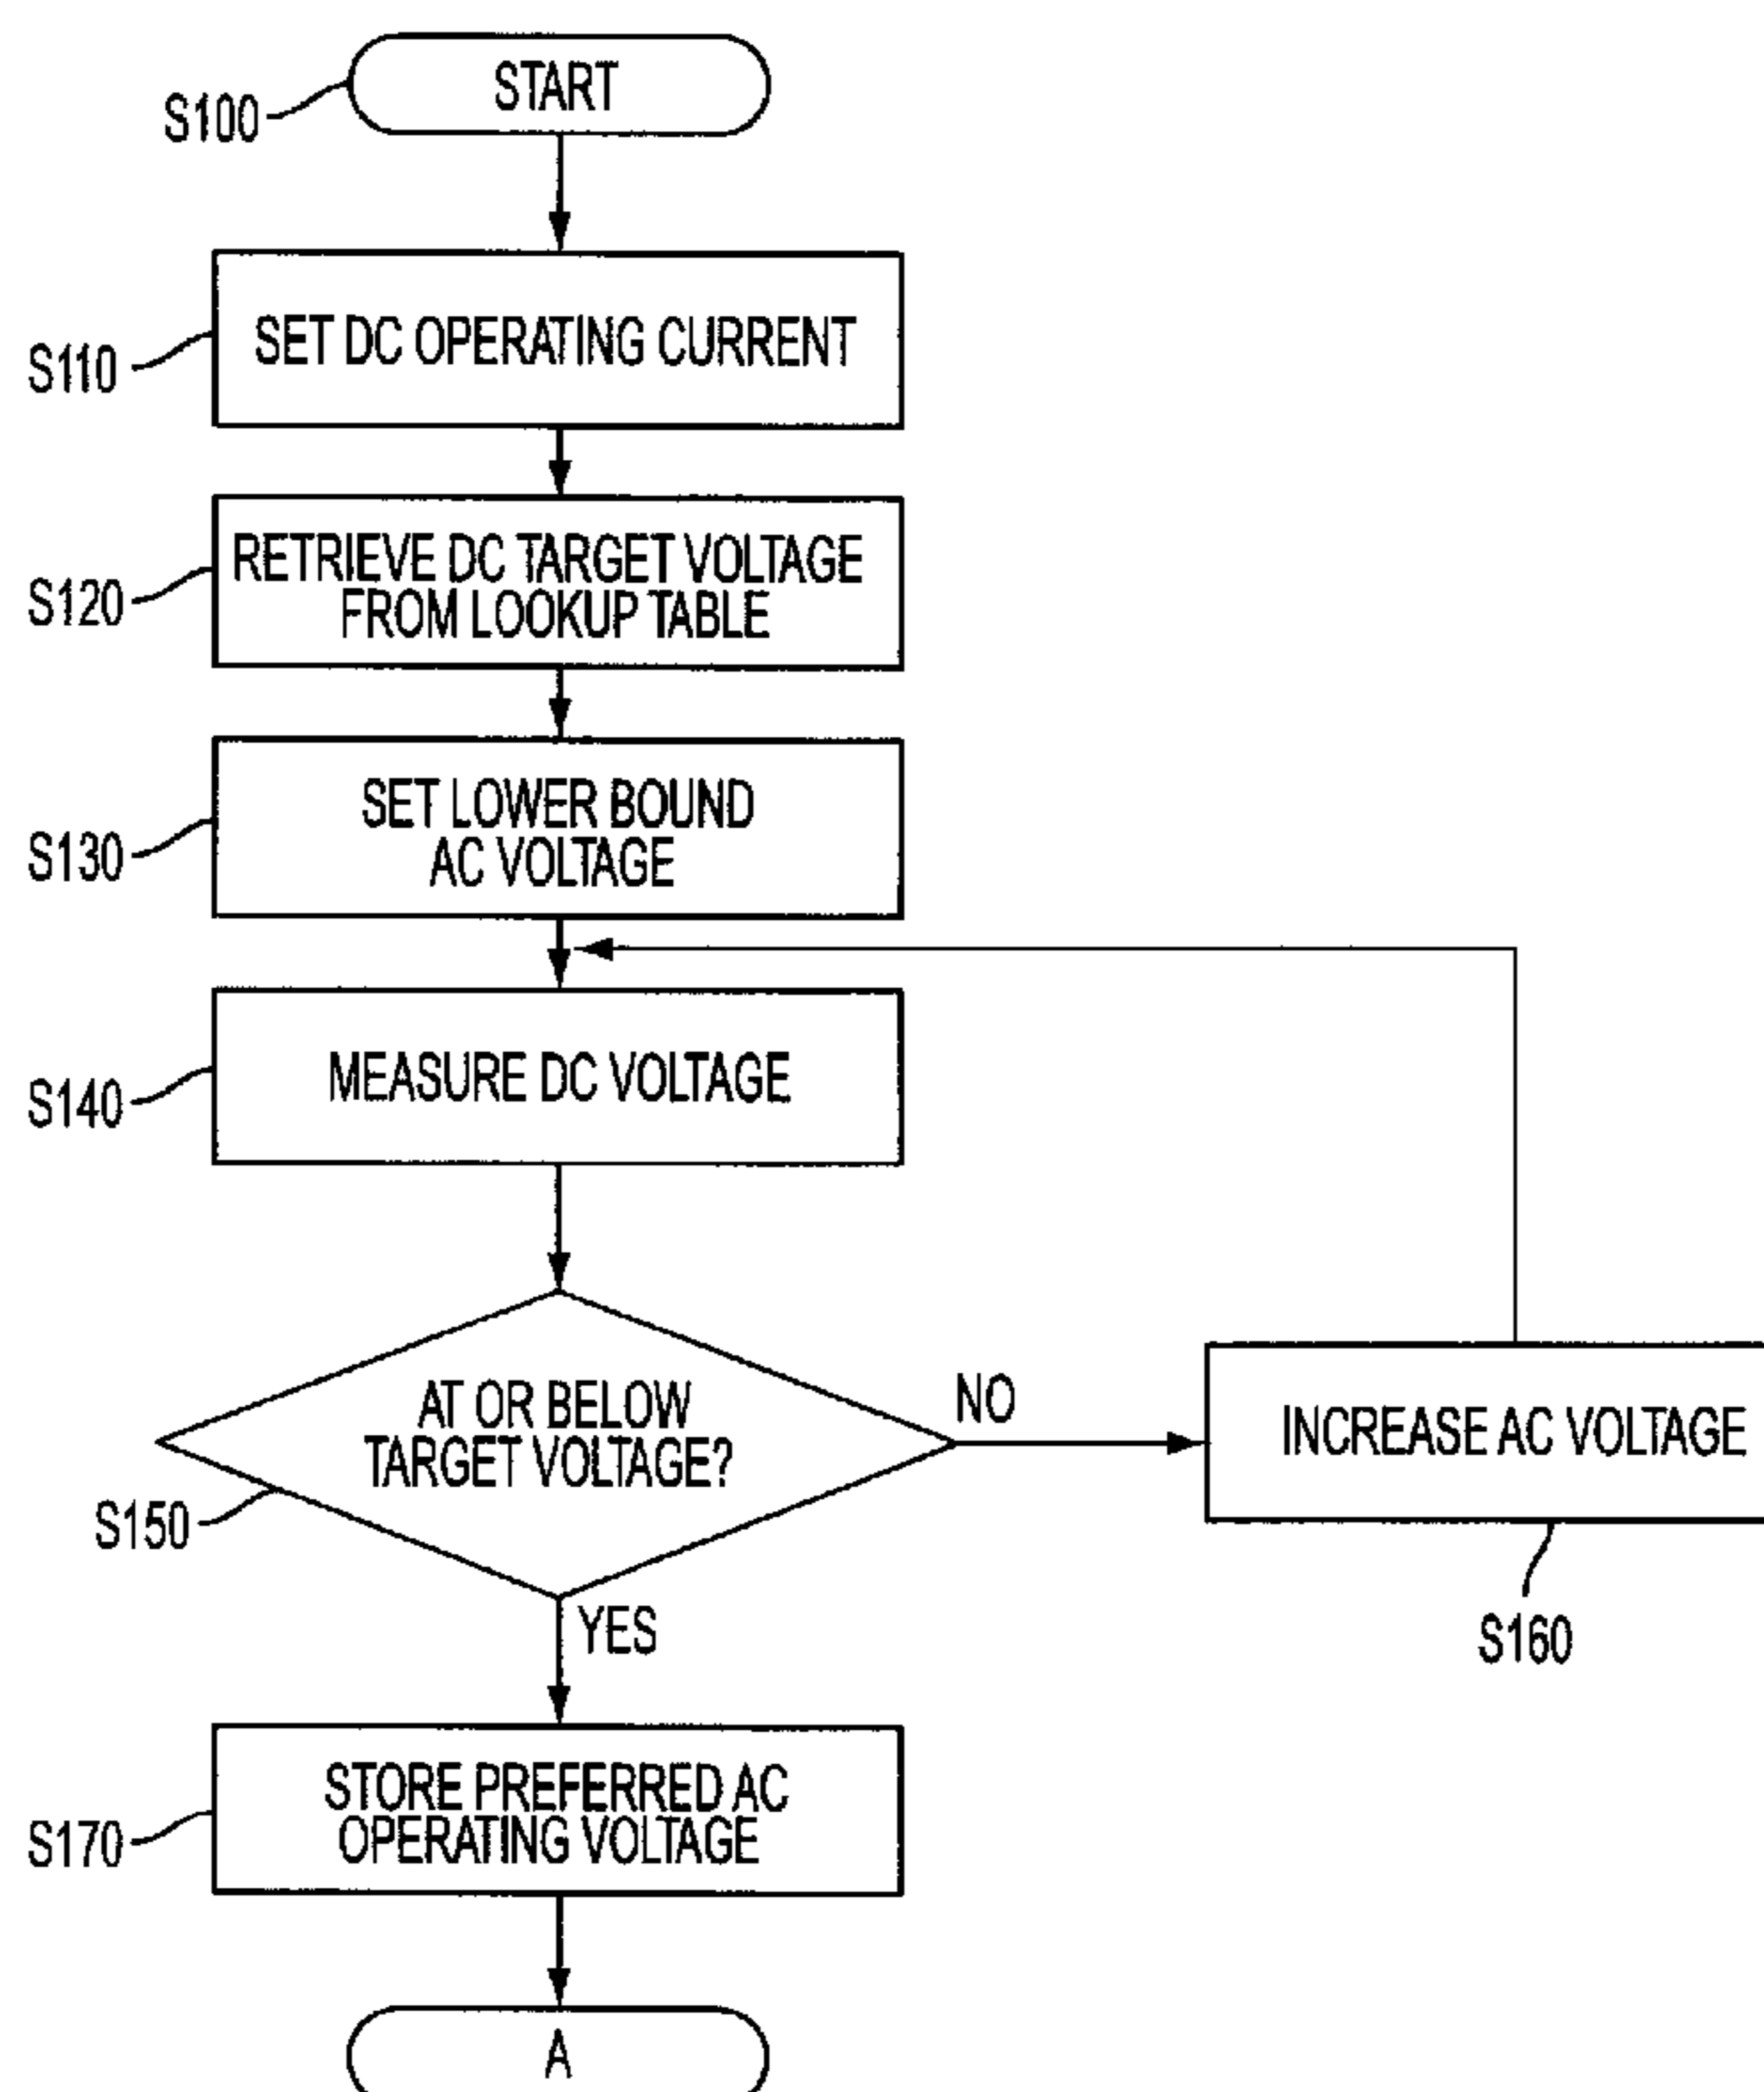 START
S100
SET DC OPERATING CURRENT
S110
RETRIEVE DC TARGET VOLTAGE
FROM LOOKUP TABLE
S120
SET LOWER BOUND
AC VOLTAGE
S130
MEASURE DC VOLTAGE
S140
AT OR BELOW
TARGET VOLTAGE?
S150
NO
INCREASE AC VOLTAGE
S160
YES
STORE PREFERRED AC
OPERATING VOLTAGE
S170
A